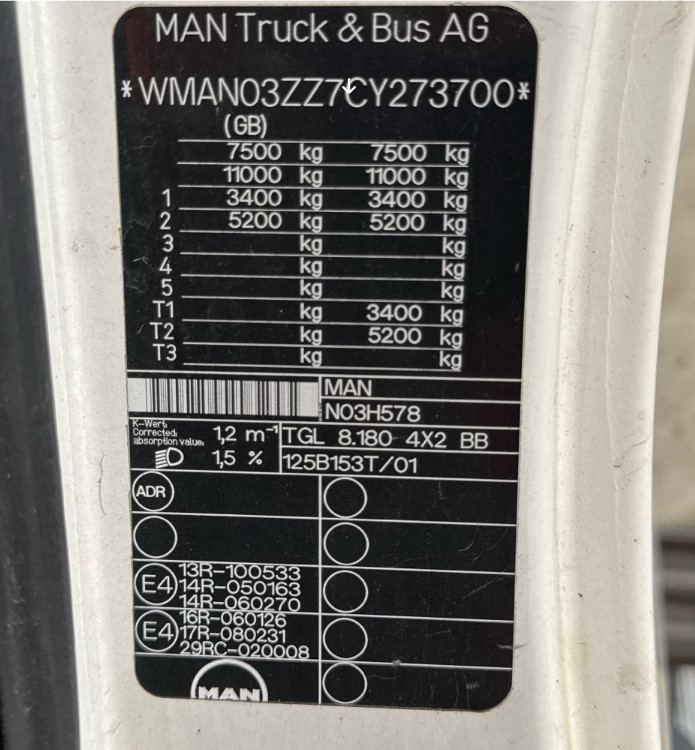 MAN Truck & Bus AG
*WMAN03ZZ7CY273700*
(GB)
7500 kg 7500 kg
11000 kg 11000 kg
1 3400 kg 3400 kg
2 5200 kg 5200 kg
3 kg kg
4 kg kg
5 kg kg
T1 kg 3400 kg
T2 kg 5200 kg
T3 kg kg
MAN
N03H578
K-Wert:
Corrected:
absorption value:
1,2 m⁻¹
TGL 8.180 4X2 BB
1,5 %
125B153T/01
ADR
E4
13R-100533
14R-050163
14R-060270
E4
16R-060126
17R-080231
29RC-020008
MAN